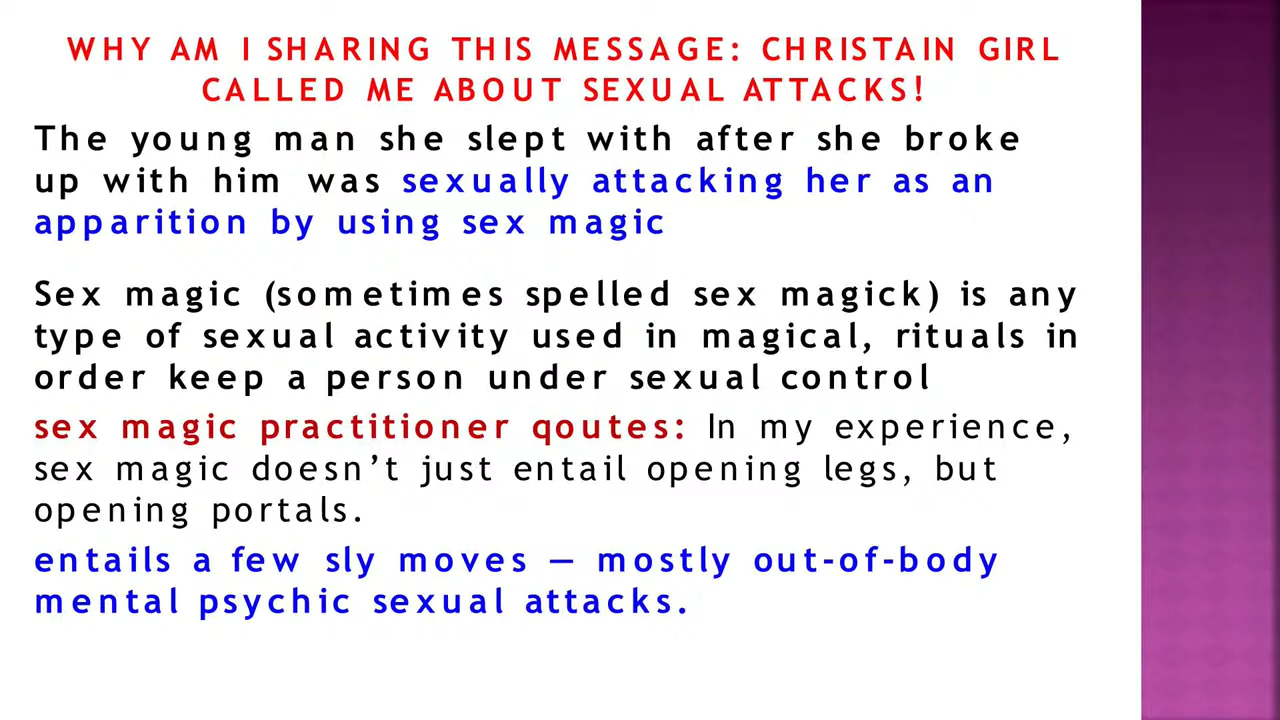 WHY AM I SHARING THIS MESSAGE: CHRISTAIN GIRL
CALLED ME ABOUT SEXUAL ATTACKS!
The young man she slept with after she broke
up with him was sexually attacking her as an
apparition by using sex magic
Sex magic (sometimes spelled sex magick) is any
type of sexual activity used in magical, rituals in
order keep a person under sexual control
sex magic practitioner qoutes: In my experience,
sex magic doesn’t just entail opening legs, but
opening portals.
entails a few sly moves — mostly out-of-body
mental psychic sexual attacks.